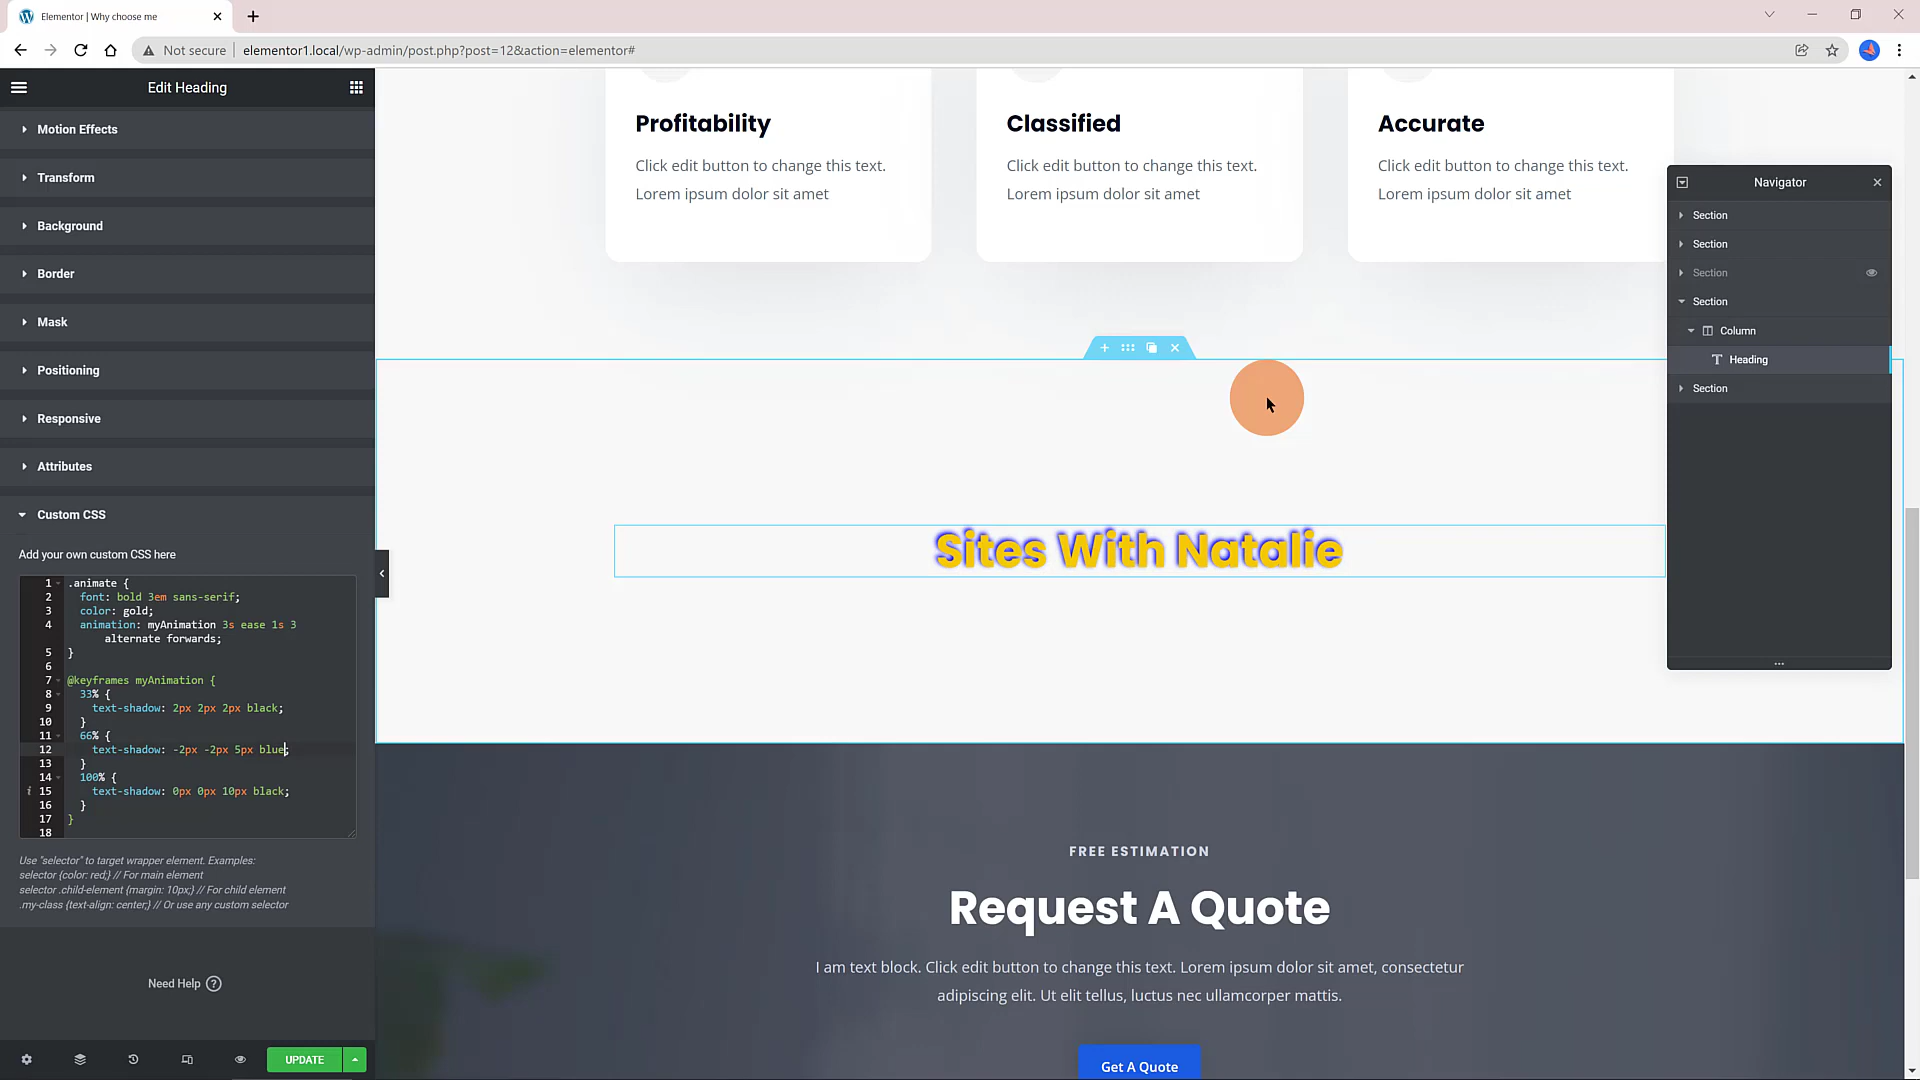 Elementor | Why choose me
Not secure
elementor1.local/wp-admin/post.php?post=12&action=elementor#
Edit Heading
Motion Effects
Transform
Background
Border
Mask
Positioning
Responsive
Attributes
Custom CSS
Add your own custom CSS here
1 .animate {
2 font: bold 3em sans-serif;
3 color: gold;
4 animation: myAnimation 3s ease 1s 3
alternate forwards;
5 }
6
7 @keyframes myAnimation {
8 33% {
9 text-shadow: 2px 2px 2px black;
10 }
11 66% {
12 text-shadow: -2px -2px 5px blue;
13 }
14 100% {
i 15 text-shadow: 0px 0px 10px black;
16 }
17 }
18
Use "selector" to target wrapper element. Examples:
selector {color: red;} // For main element
selector .child-element {margin: 10px;} // For child element
.my-class {text-align: center;} // Or use any custom selector
Need Help ?
UPDATE
Profitability
Click edit button to change this text.
Lorem ipsum dolor sit amet
Classified
Click edit button to change this text.
Lorem ipsum dolor sit amet
Accurate
Click edit button to change this text.
Lorem ipsum dolor sit amet
Sites With Natalie
FREE ESTIMATION
Request A Quote
I am text block. Click edit button to change this text. Lorem ipsum dolor sit amet, consectetur
adipiscing elit. Ut elit tellus, luctus nec ullamcorper mattis.
Get A Quote
Navigator
Section
Section
Section
Section
Column
Heading
Section